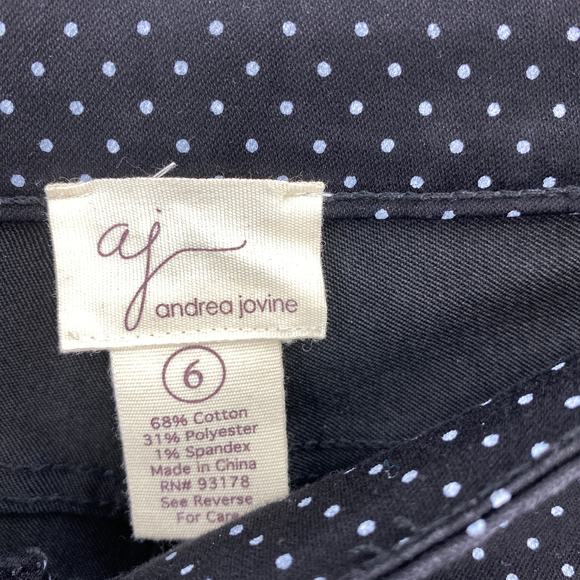 aj
andrea jovine
6
68% Cotton
31% Polyester
1% Spandex
Made in China
RN# 93178
See Reverse
For Care